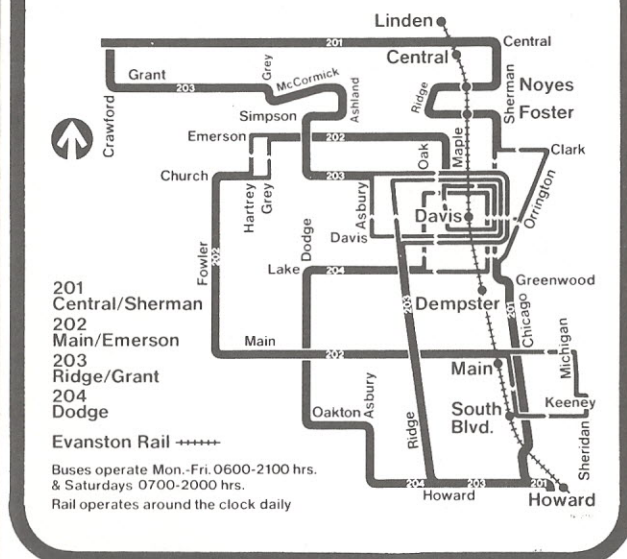 Linden
201
Central
Central
Grant
Grey
McCormick
203
Ridge
Sherman
Noyes
Ashland
Simpson
Foster
Crawford
Emerson
202
Oak
Maple
Clark
Church
203
Hartrey
Grey
Asbury
Orrington
Davis
Davis
Fowler
202
Dodge
Lake
204
203
Greenwood
201
Central/Sherman
202
Main/Emerson
203
Ridge/Grant
204
Dodge
Dempster
201
Chicago
Michigan
Main
202
Main
Keeney
South
Blvd.
Oakton
Asbury
Ridge
Sheridan
Evanston Rail
Buses operate Mon.-Fri. 0600-2100 hrs.
& Saturdays 0700-2000 hrs.
Rail operates around the clock daily
204
203
201
Howard
Howard